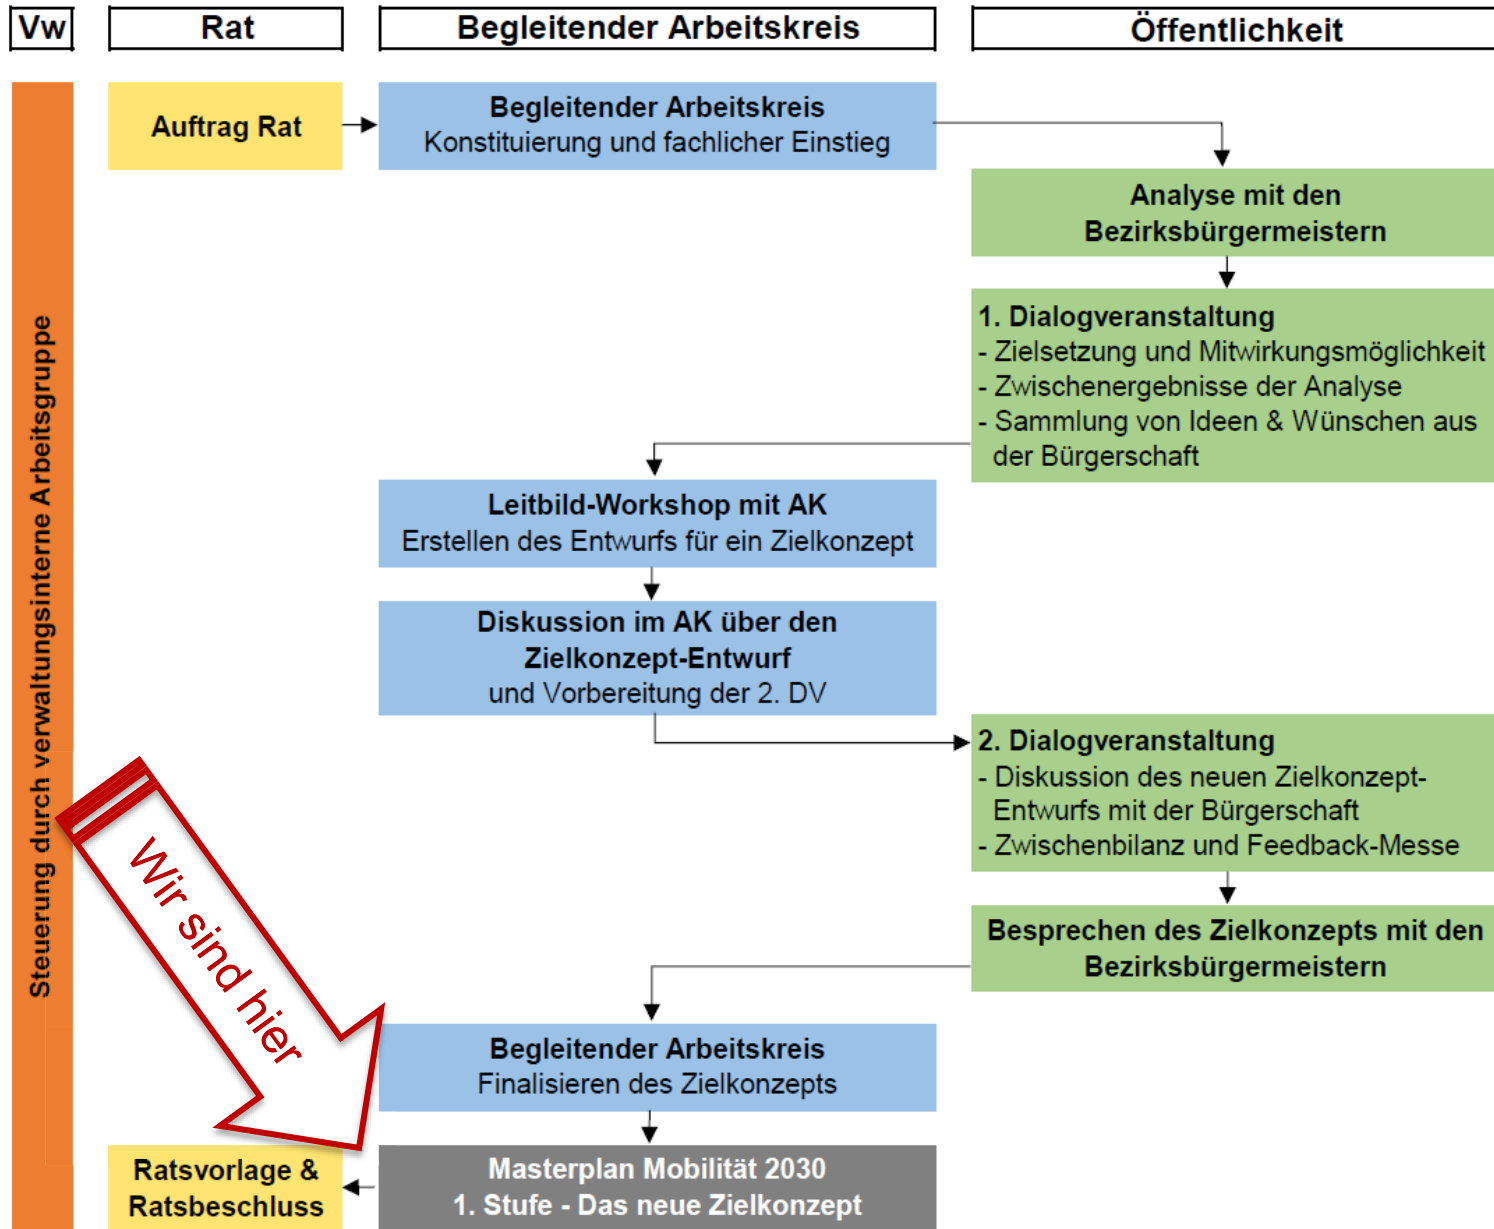 Vw
Rat
Begleitender Arbeitskreis
Öffentlichkeit
Steuerung durch verwaltungsinterne Arbeitsgruppe
Auftrag Rat
Begleitender Arbeitskreis
Konstituierung und fachlicher Einstieg
Analyse mit den
Bezirksbürgermeistern
1. Dialogveranstaltung
- Zielsetzung und Mitwirkungsmöglichkeit
- Zwischenergebnisse der Analyse
- Sammlung von Ideen & Wünschen aus
der Bürgerschaft
Leitbild-Workshop mit AK
Erstellen des Entwurfs für ein Zielkonzept
Diskussion im AK über den
Zielkonzept-Entwurf
und Vorbereitung der 2. DV
2. Dialogveranstaltung
- Diskussion des neuen Zielkonzept-
Entwurfs mit der Bürgerschaft
- Zwischenbilanz und Feedback-Messe
Besprechen des Zielkonzepts mit den
Bezirksbürgermeistern
Wir sind hier
Begleitender Arbeitskreis
Finalisieren des Zielkonzepts
Masterplan Mobilität 2030
1. Stufe - Das neue Zielkonzept
Ratsvorlage &
Ratsbeschluss